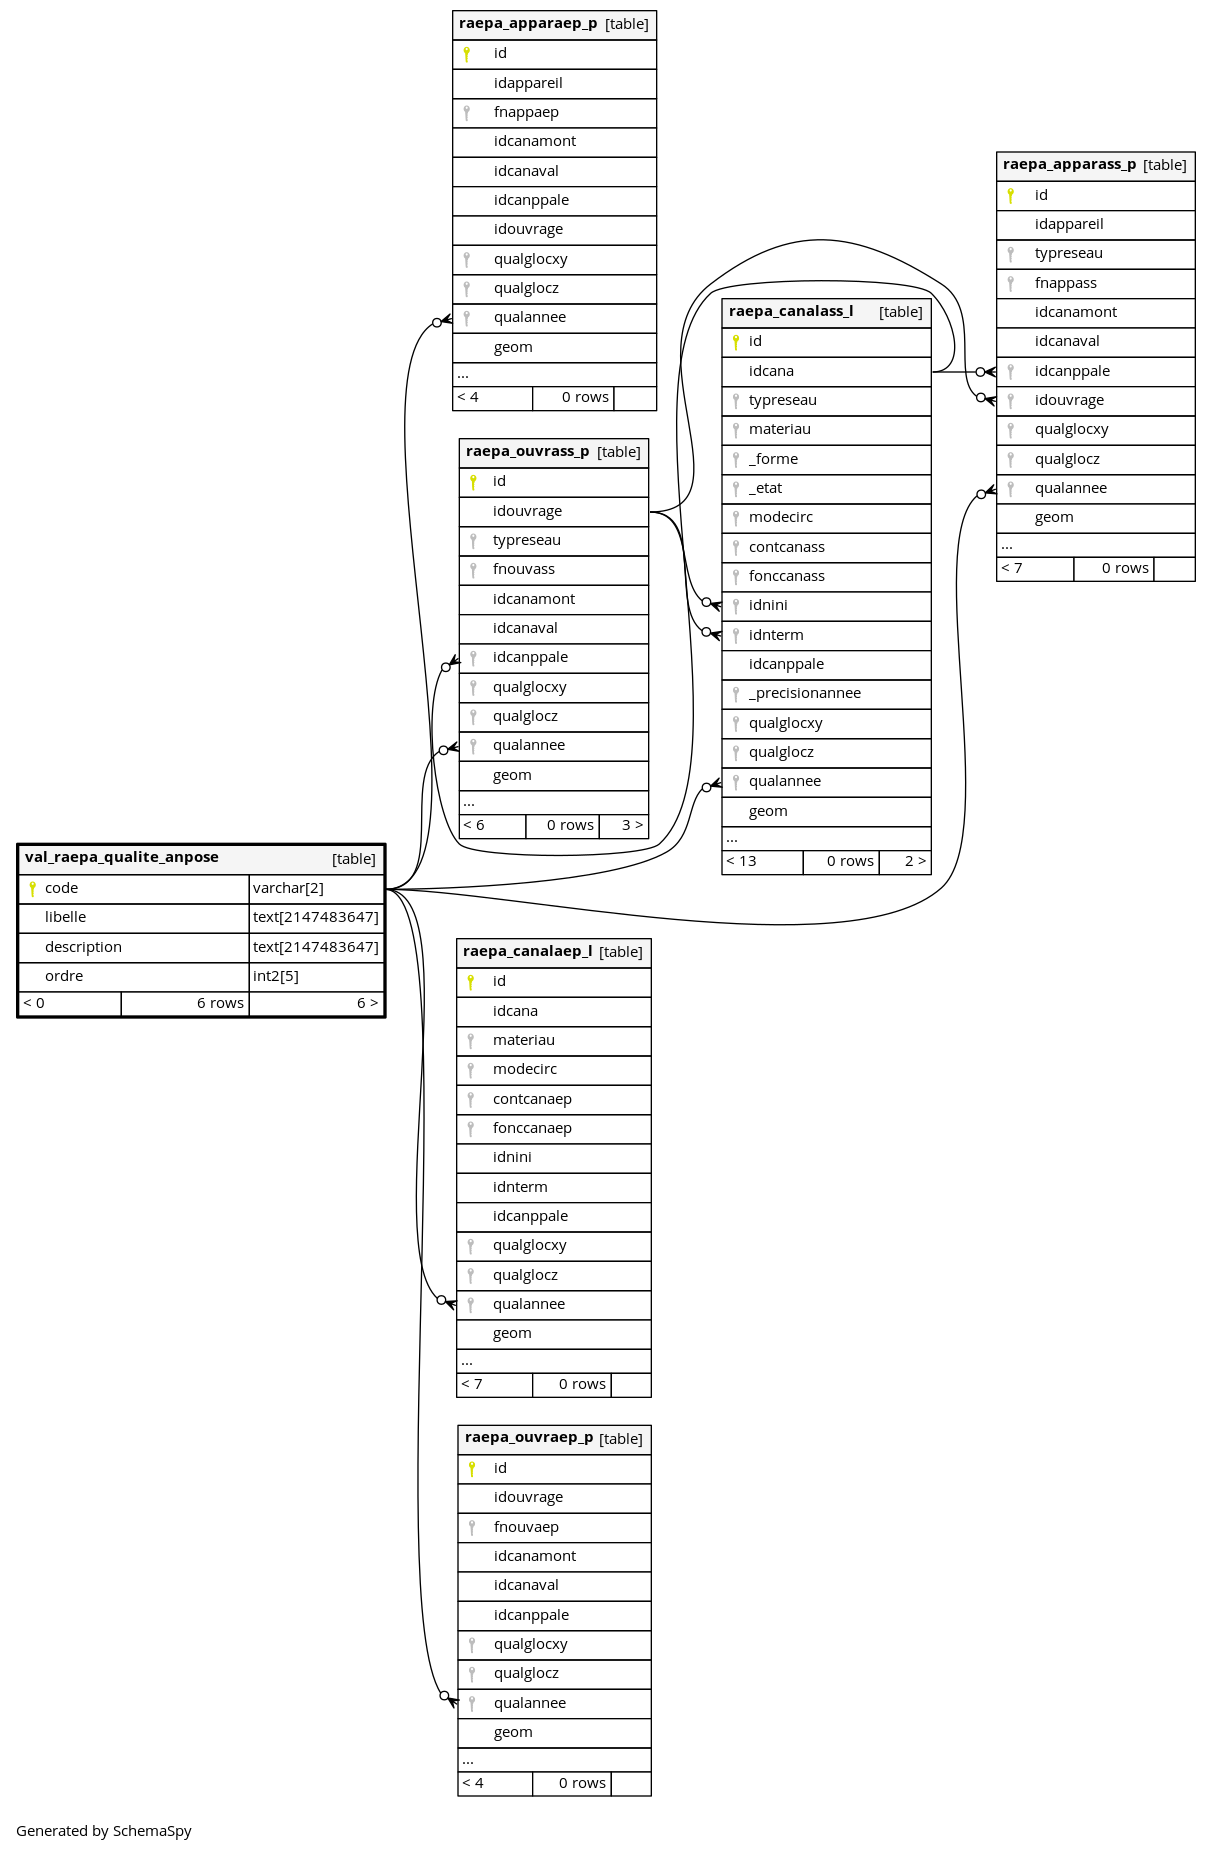 raepa_apparaep_p [table]
id
idappareil
fnappaep
idcanamont
idcanaval
idcanppale
idouvrage
qualglocxy
qualglocz
qualannee
geom
...
< 4 0 rows
raepa_apparass_p [table]
id
idappareil
typreseau
fnappass
idcanamont
idcanaval
idcanppale
idouvrage
qualglocxy
qualglocz
qualannee
geom
...
< 7 0 rows
raepa_canalass_l [table]
id
idcana
typreseau
materiau
_forme
_etat
modecirc
contcanass
fonccanass
idnini
idnterm
idcanppale
_precisionannee
qualglocxy
qualglocz
qualannee
geom
...
< 13 0 rows 2 >
raepa_ouvrass_p [table]
id
idouvrage
typreseau
fnouvass
idcanamont
idcanaval
idcanppale
qualglocxy
qualglocz
qualannee
geom
...
< 6 0 rows 3 >
val_raepa_qualite_anpose [table]
code varchar[2]
libelle text[2147483647]
description text[2147483647]
ordre int2[5]
< 0 6 rows 6 >
raepa_canalaep_l [table]
id
idcana
materiau
modecirc
contcanaep
fonccanaep
idnini
idnterm
idcanppale
qualglocxy
qualglocz
qualannee
geom
...
< 7 0 rows
raepa_ouvraep_p [table]
id
idouvrage
fnouvaep
idcanamont
idcanaval
idcanppale
qualglocxy
qualglocz
qualannee
geom
...
< 4 0 rows
Generated by SchemaSpy